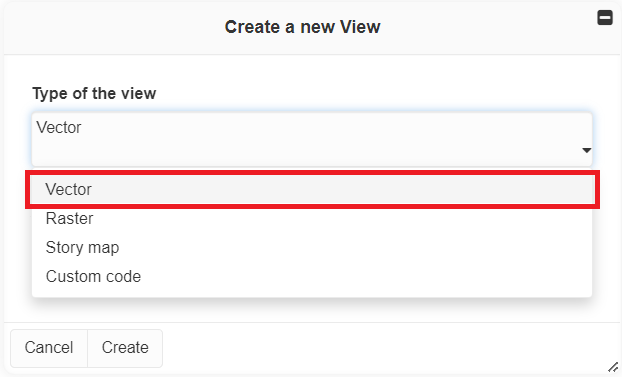 Create a new View
Type of the view
Vector
Vector
Raster
Story map
Custom code
Cancel Create